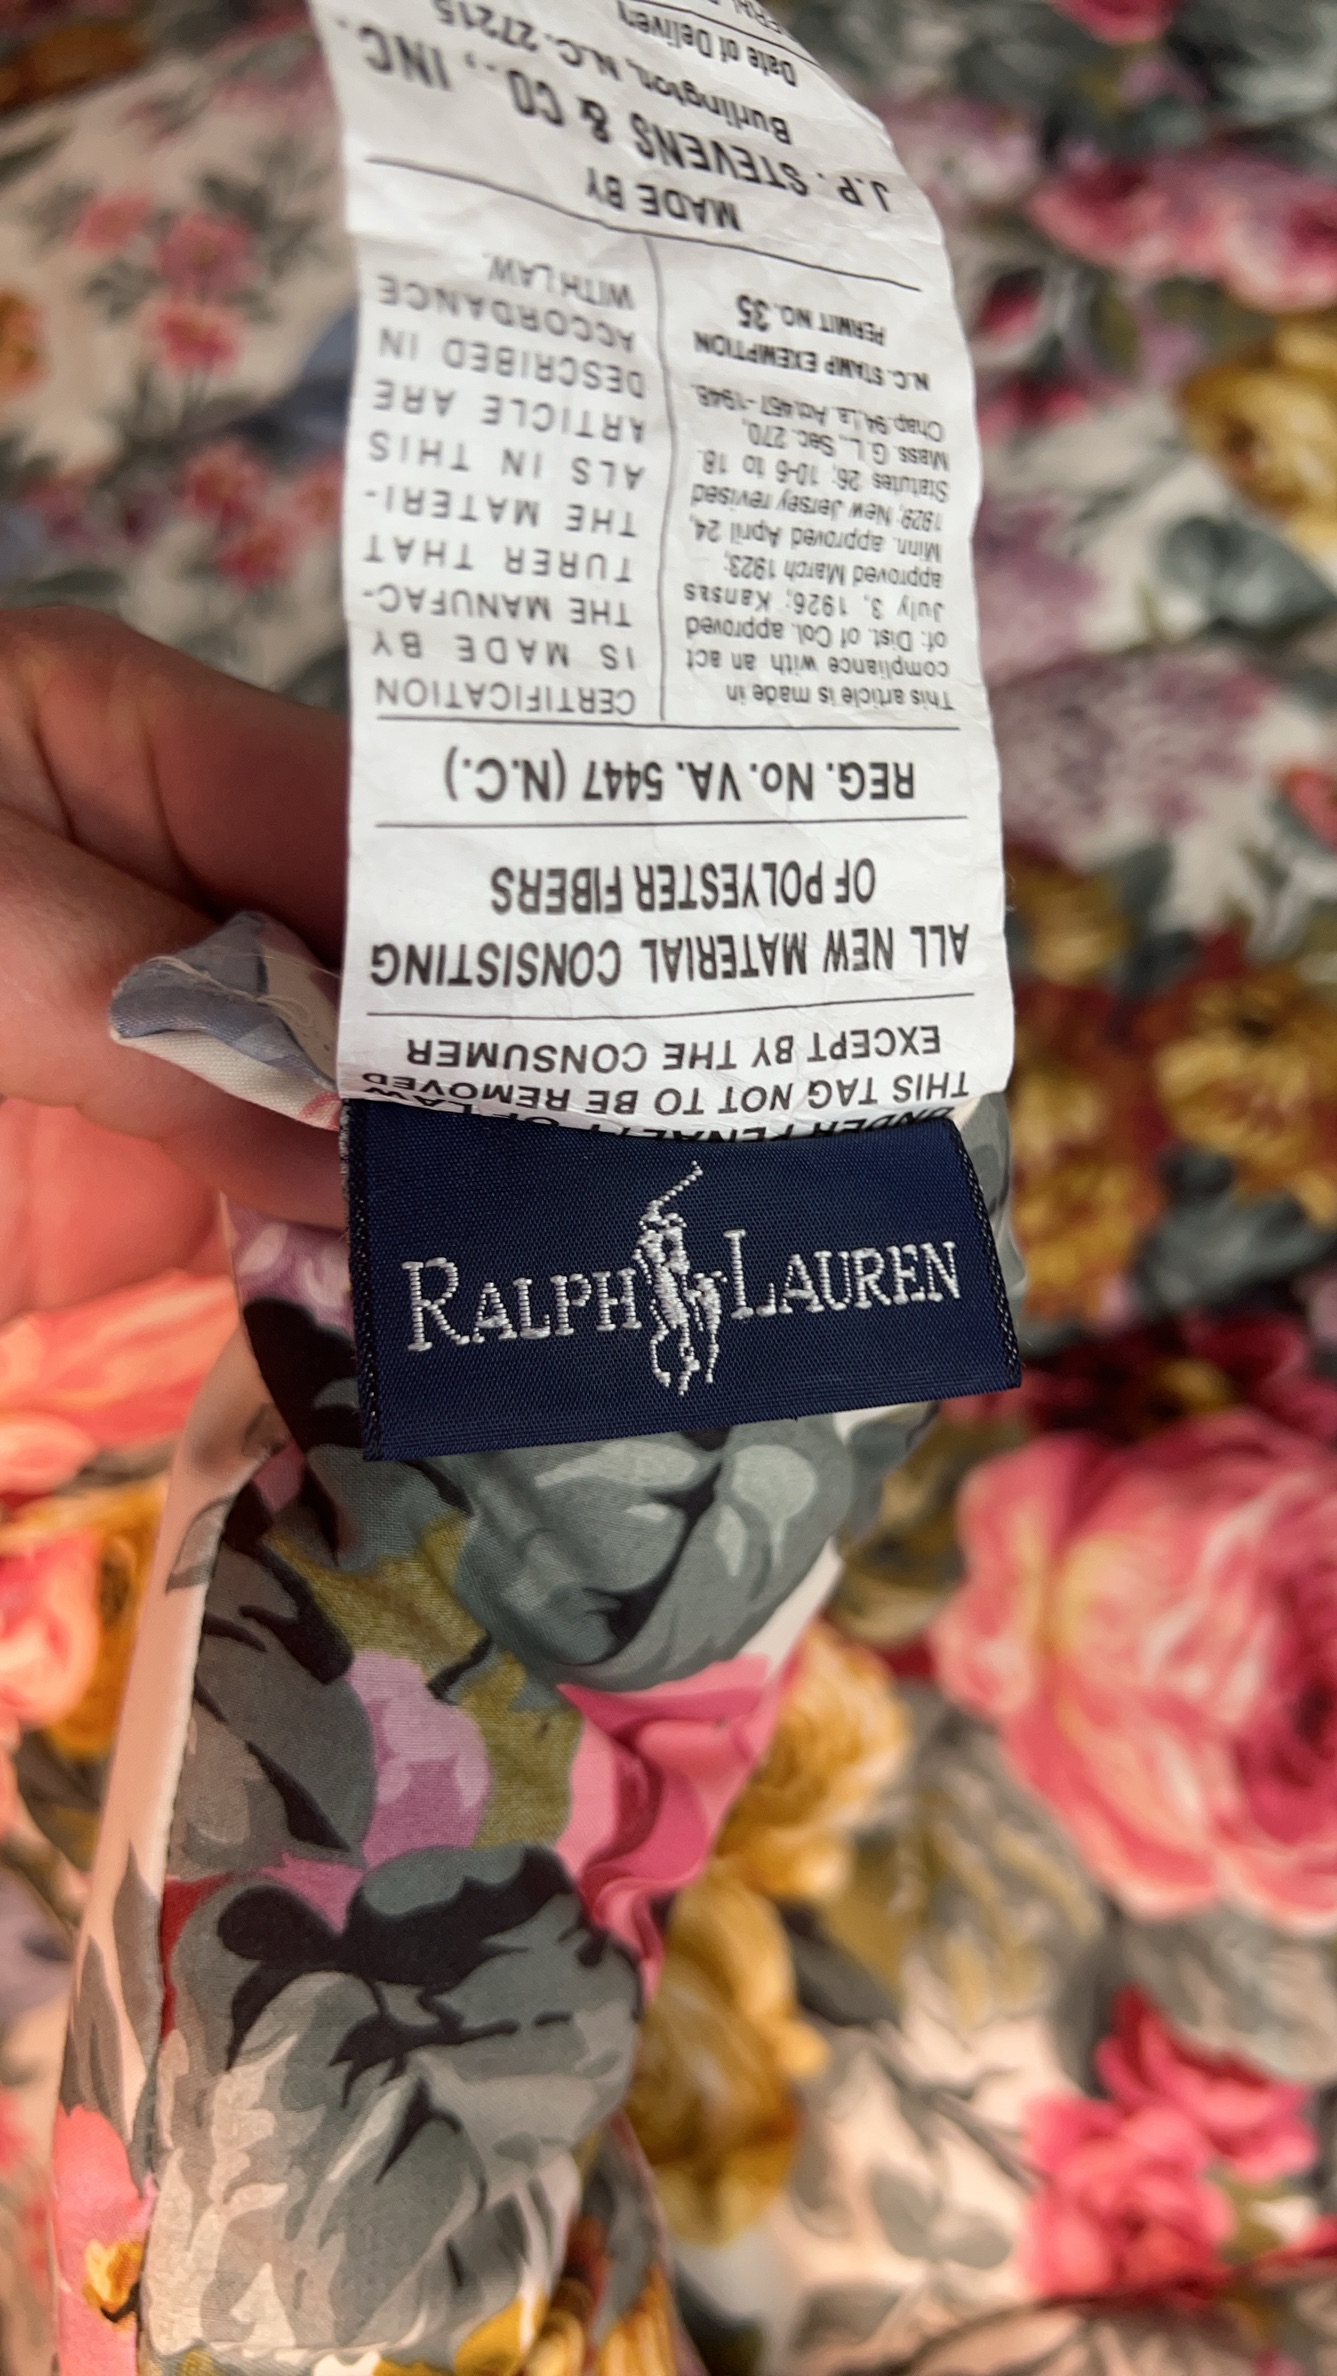 UNDER PENALTY OF LAW
THIS TAG NOT TO BE REMOVED
EXCEPT BY THE CONSUMER
ALL NEW MATERIAL CONSISTING
OF POLYESTER FIBERS
REG. No. VA. 5447 (N.C.)
CERTIFICATION
IS MADE BY
THE MANUFAC-
TURER THAT
THE MATERI-
ALS IN THIS
ARTICLE ARE
DESCRIBED IN
ACCORDANCE
WITH LAW.
This article is made in
compliance with an act
of: Dist. of Col. approved
July 3, 1926; Kansas
approved March 1923;
Minn. approved April 24,
1929; New Jersey revised
Statutes 26: 10-6 to 18.
Mass. G.L. Sec. 270,
Chap. 94, La. Act 467-1948.
N.C. STAMP EXEMPTION
PERMIT NO. 35
MADE BY
J.P. STEVENS & CO., INC.
Burlington, N.C. 27215
Date of Delivery
RALPH LAUREN